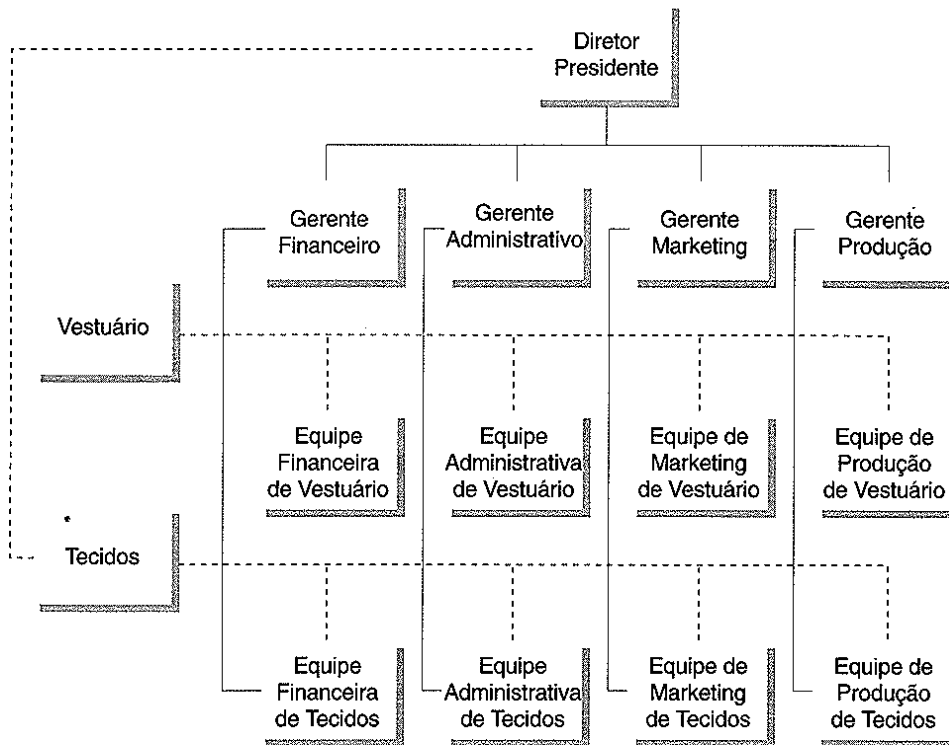 Diretor
Presidente
Gerente
Financeiro
Gerente
Administrativo
Gerente
Marketing
Gerente
Produção
Vestuário
Equipe
Financeira
de Vestuário
Equipe
Administrativa
de Vestuário
Equipe de
Marketing
de Vestuário
Equipe de
Produção
de Vestuário
Tecidos
Equipe
Financeira
de Tecidos
Equipe
Administrativa
de Tecidos
Equipe de
Marketing
de Tecidos
Equipe de
Produção
de Tecidos